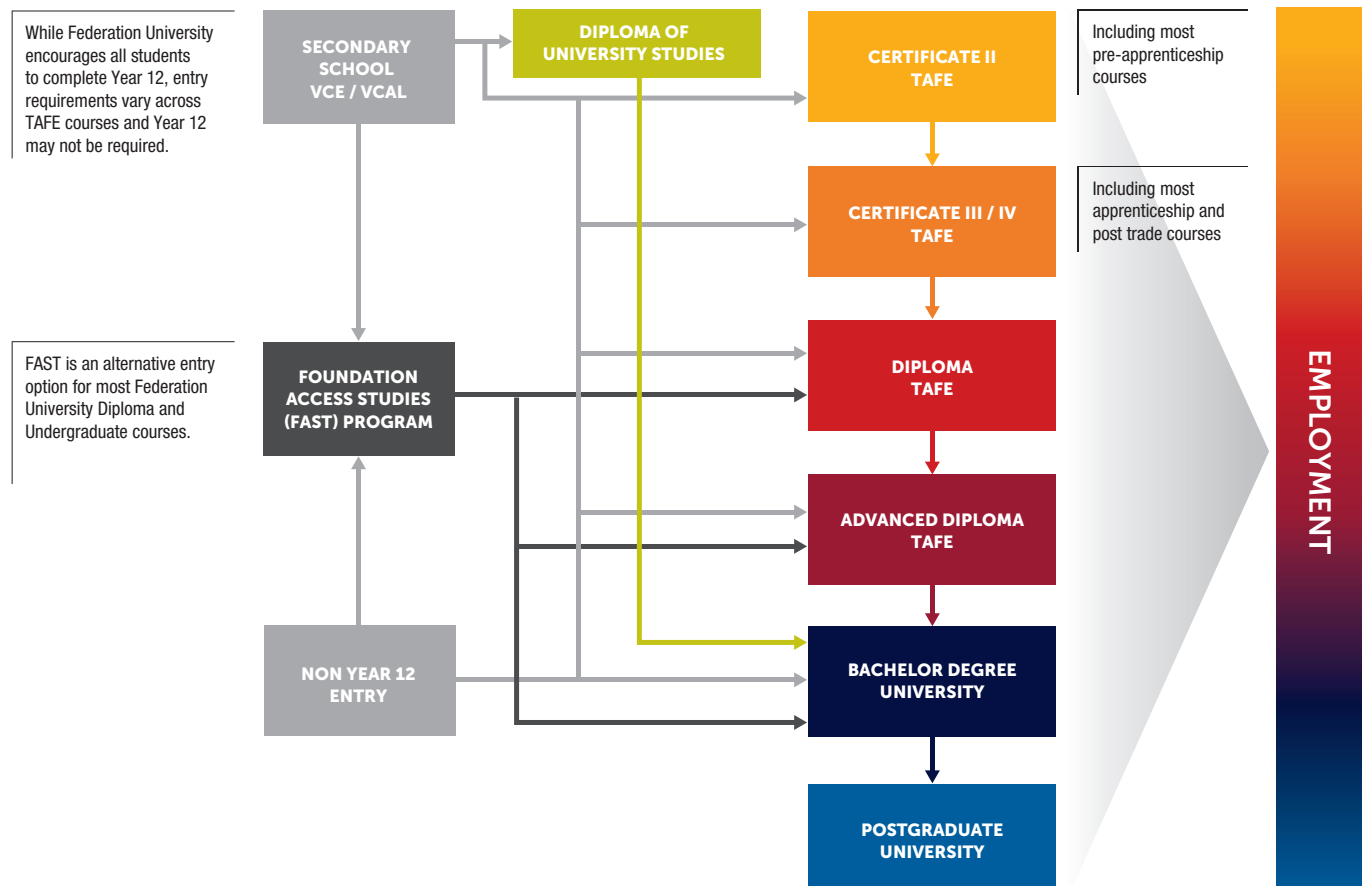 While Federation University
encourages all students
to complete Year 12, entry
requirements vary across
TAFE courses and Year 12
may not be required.
SECONDARY
SCHOOL
VCE / VCAL
DIPLOMA OF
UNIVERSITY STUDIES
CERTIFICATE II
TAFE
Including most
pre-apprenticeship
courses
CERTIFICATE III / IV
TAFE
Including most
apprenticeship and
post trade courses
FAST is an alternative entry
option for most Federation
University Diploma and
Undergraduate courses.
FOUNDATION
ACCESS STUDIES
(FAST) PROGRAM
DIPLOMA
TAFE
ADVANCED DIPLOMA
TAFE
NON YEAR 12
ENTRY
BACHELOR DEGREE
UNIVERSITY
POSTGRADUATE
UNIVERSITY
EMPLOYMENT